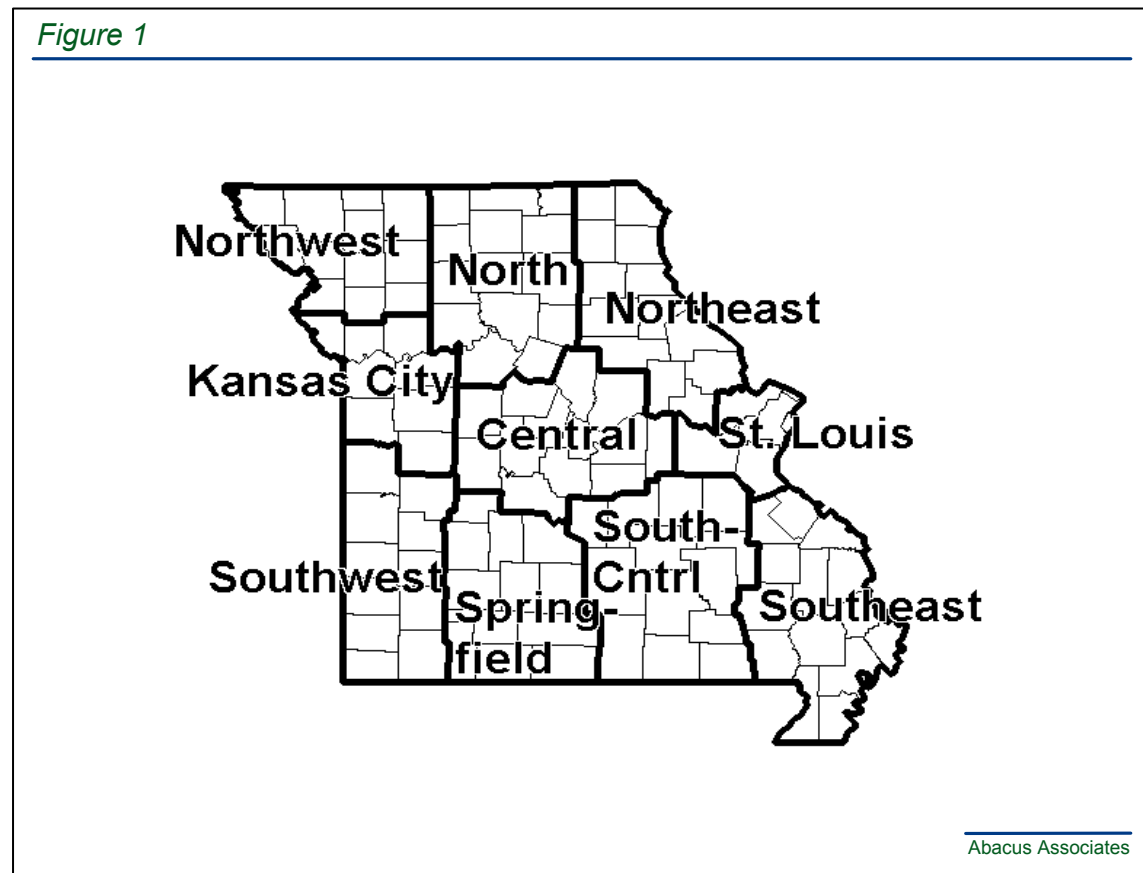 Figure 1
Northwest
North
Northeast
Kansas City
Central
St. Louis
South-
Cntrl
Southwest
Spring-
field
Southeast
Abacus Associates